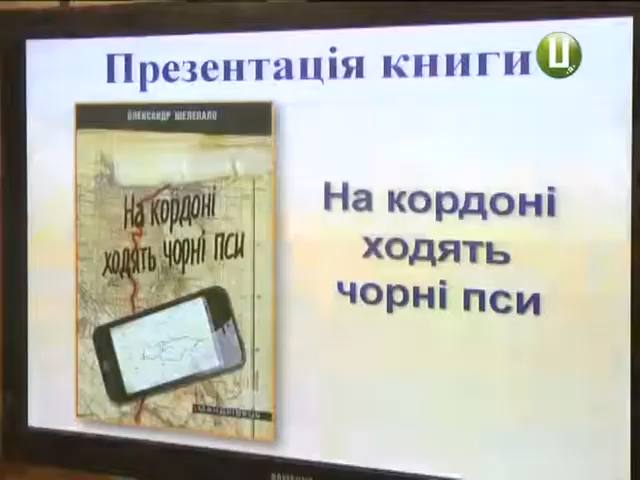 Презентація книги
Ц
ОЛЕКСАНДР ШЕЛЕПАЛО
На кордоні
ходять чорні пси
На кордоні
ходять
чорні пси